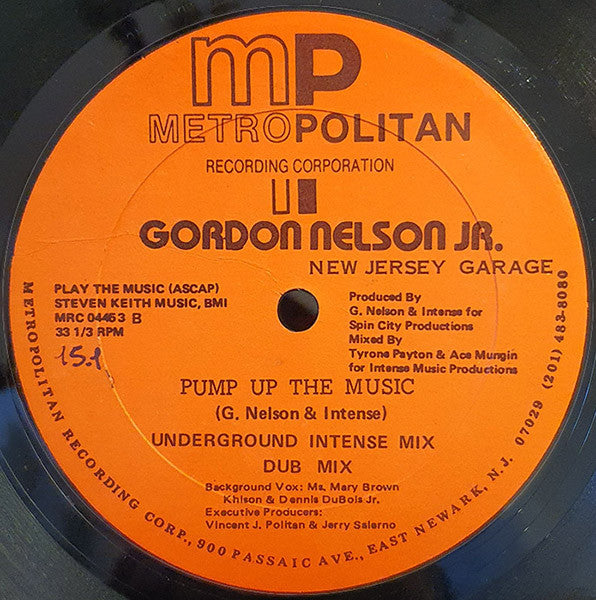 mP
METROPOLITAN
RECORDING CORPORATION
GORDON NELSON JR.
NEW JERSEY GARAGE
PLAY THE MUSIC (ASCAP)
STEVEN KEITH MUSIC, BMI
MRC 04463 B
33 1/3 RPM
15.1
Produced By
G. Nelson & Intense for
Spin City Productions
Mixed By
Tyrone Payton & Ace Mungin
for Intense Music Productions
PUMP UP THE MUSIC
(G. Nelson & Intense)
UNDERGROUND INTENSE MIX
DUB MIX
Background Vox: Ms. Mary Brown
Khison & Dennis DuBois Jr.
Executive Producers:
Vincent J. Politan & Jerry Salerno
METROPOLITAN RECORDING CORP., 900 PASSAIC AVE., EAST NEWARK, N.J. 07029 (201) 483-8080